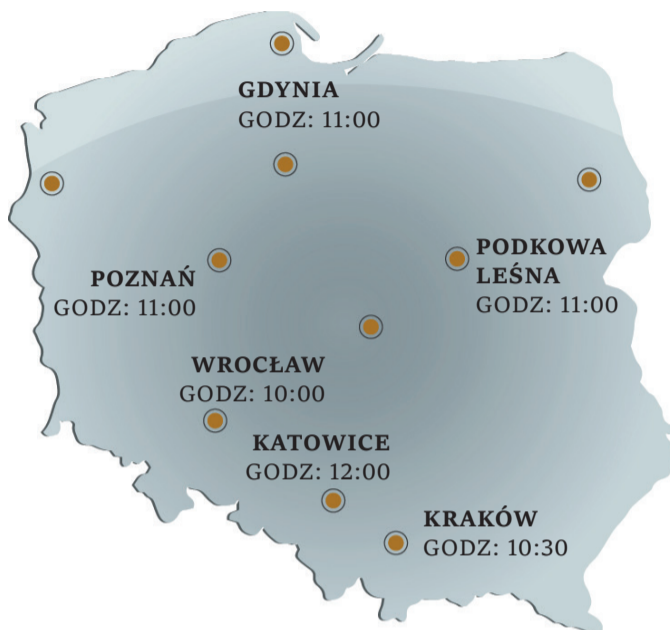 GDYNIA
GODZ: 11:00
PODKOWA
LEŚNA
GODZ: 11:00
POZNAŃ
GODZ: 11:00
WROCŁAW
GODZ: 10:00
KATOWICE
GODZ: 12:00
KRAKÓW
GODZ: 10:30